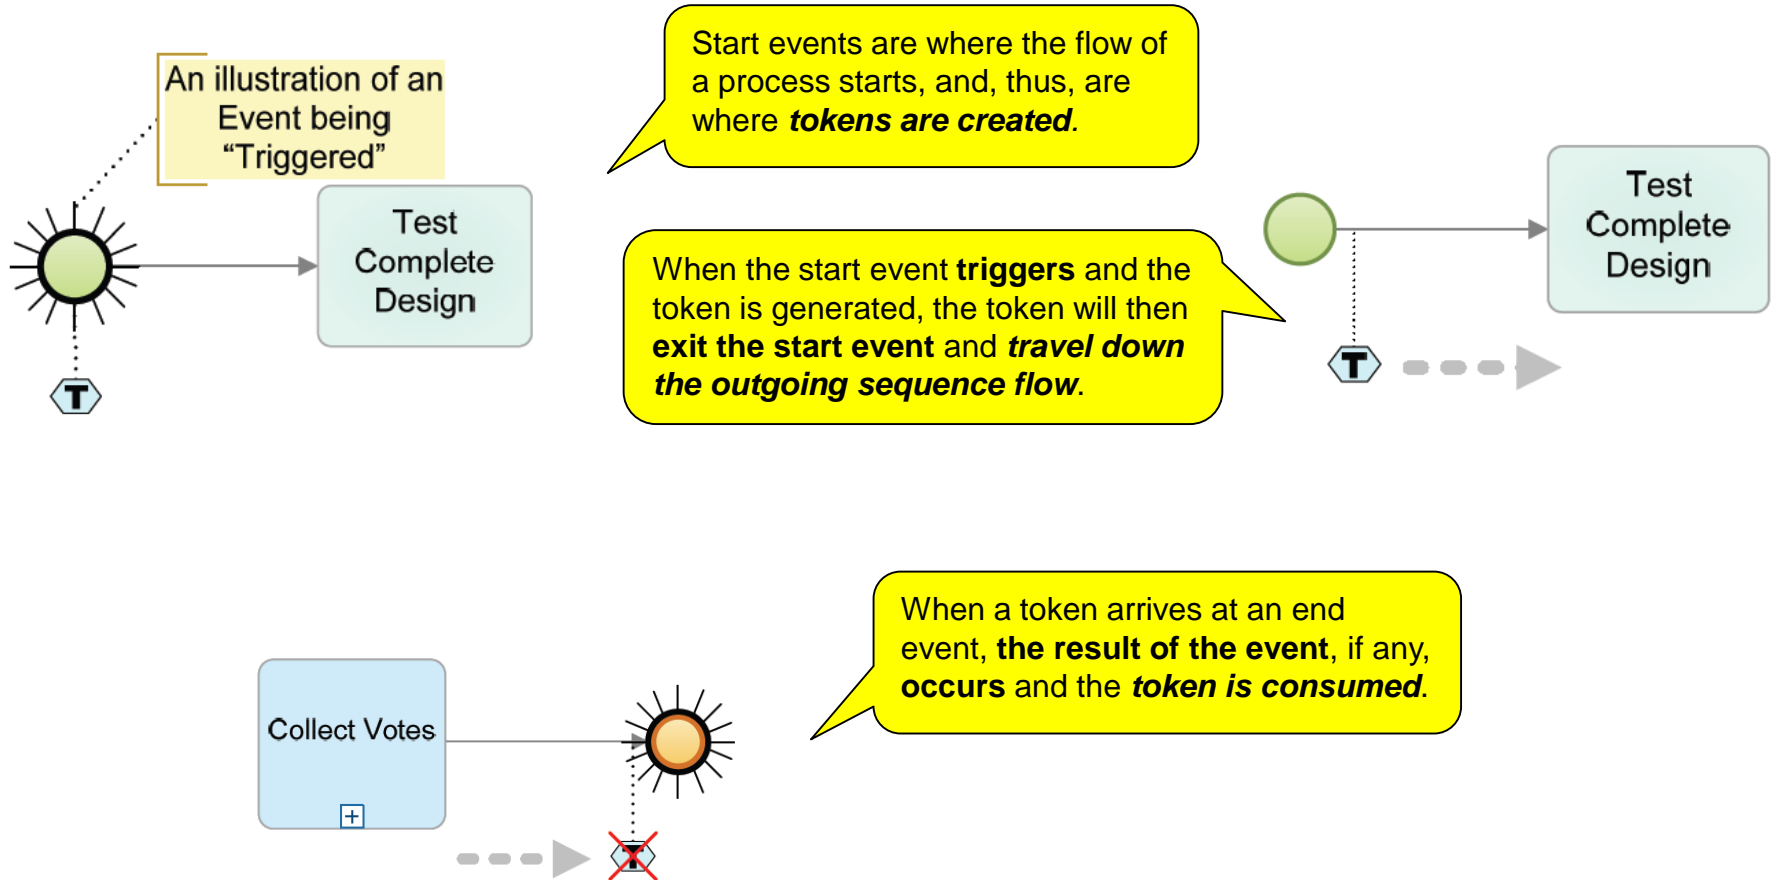 An illustration of an
Event being
“Triggered”
Test
Complete
Design
T
Start events are where the flow of
a process starts, and, thus, are
where tokens are created.
When the start event triggers and the
token is generated, the token will then
exit the start event and travel down
the outgoing sequence flow.
Test
Complete
Design
T
Collect Votes
T
When a token arrives at an end
event, the result of the event, if any,
occurs and the token is consumed.